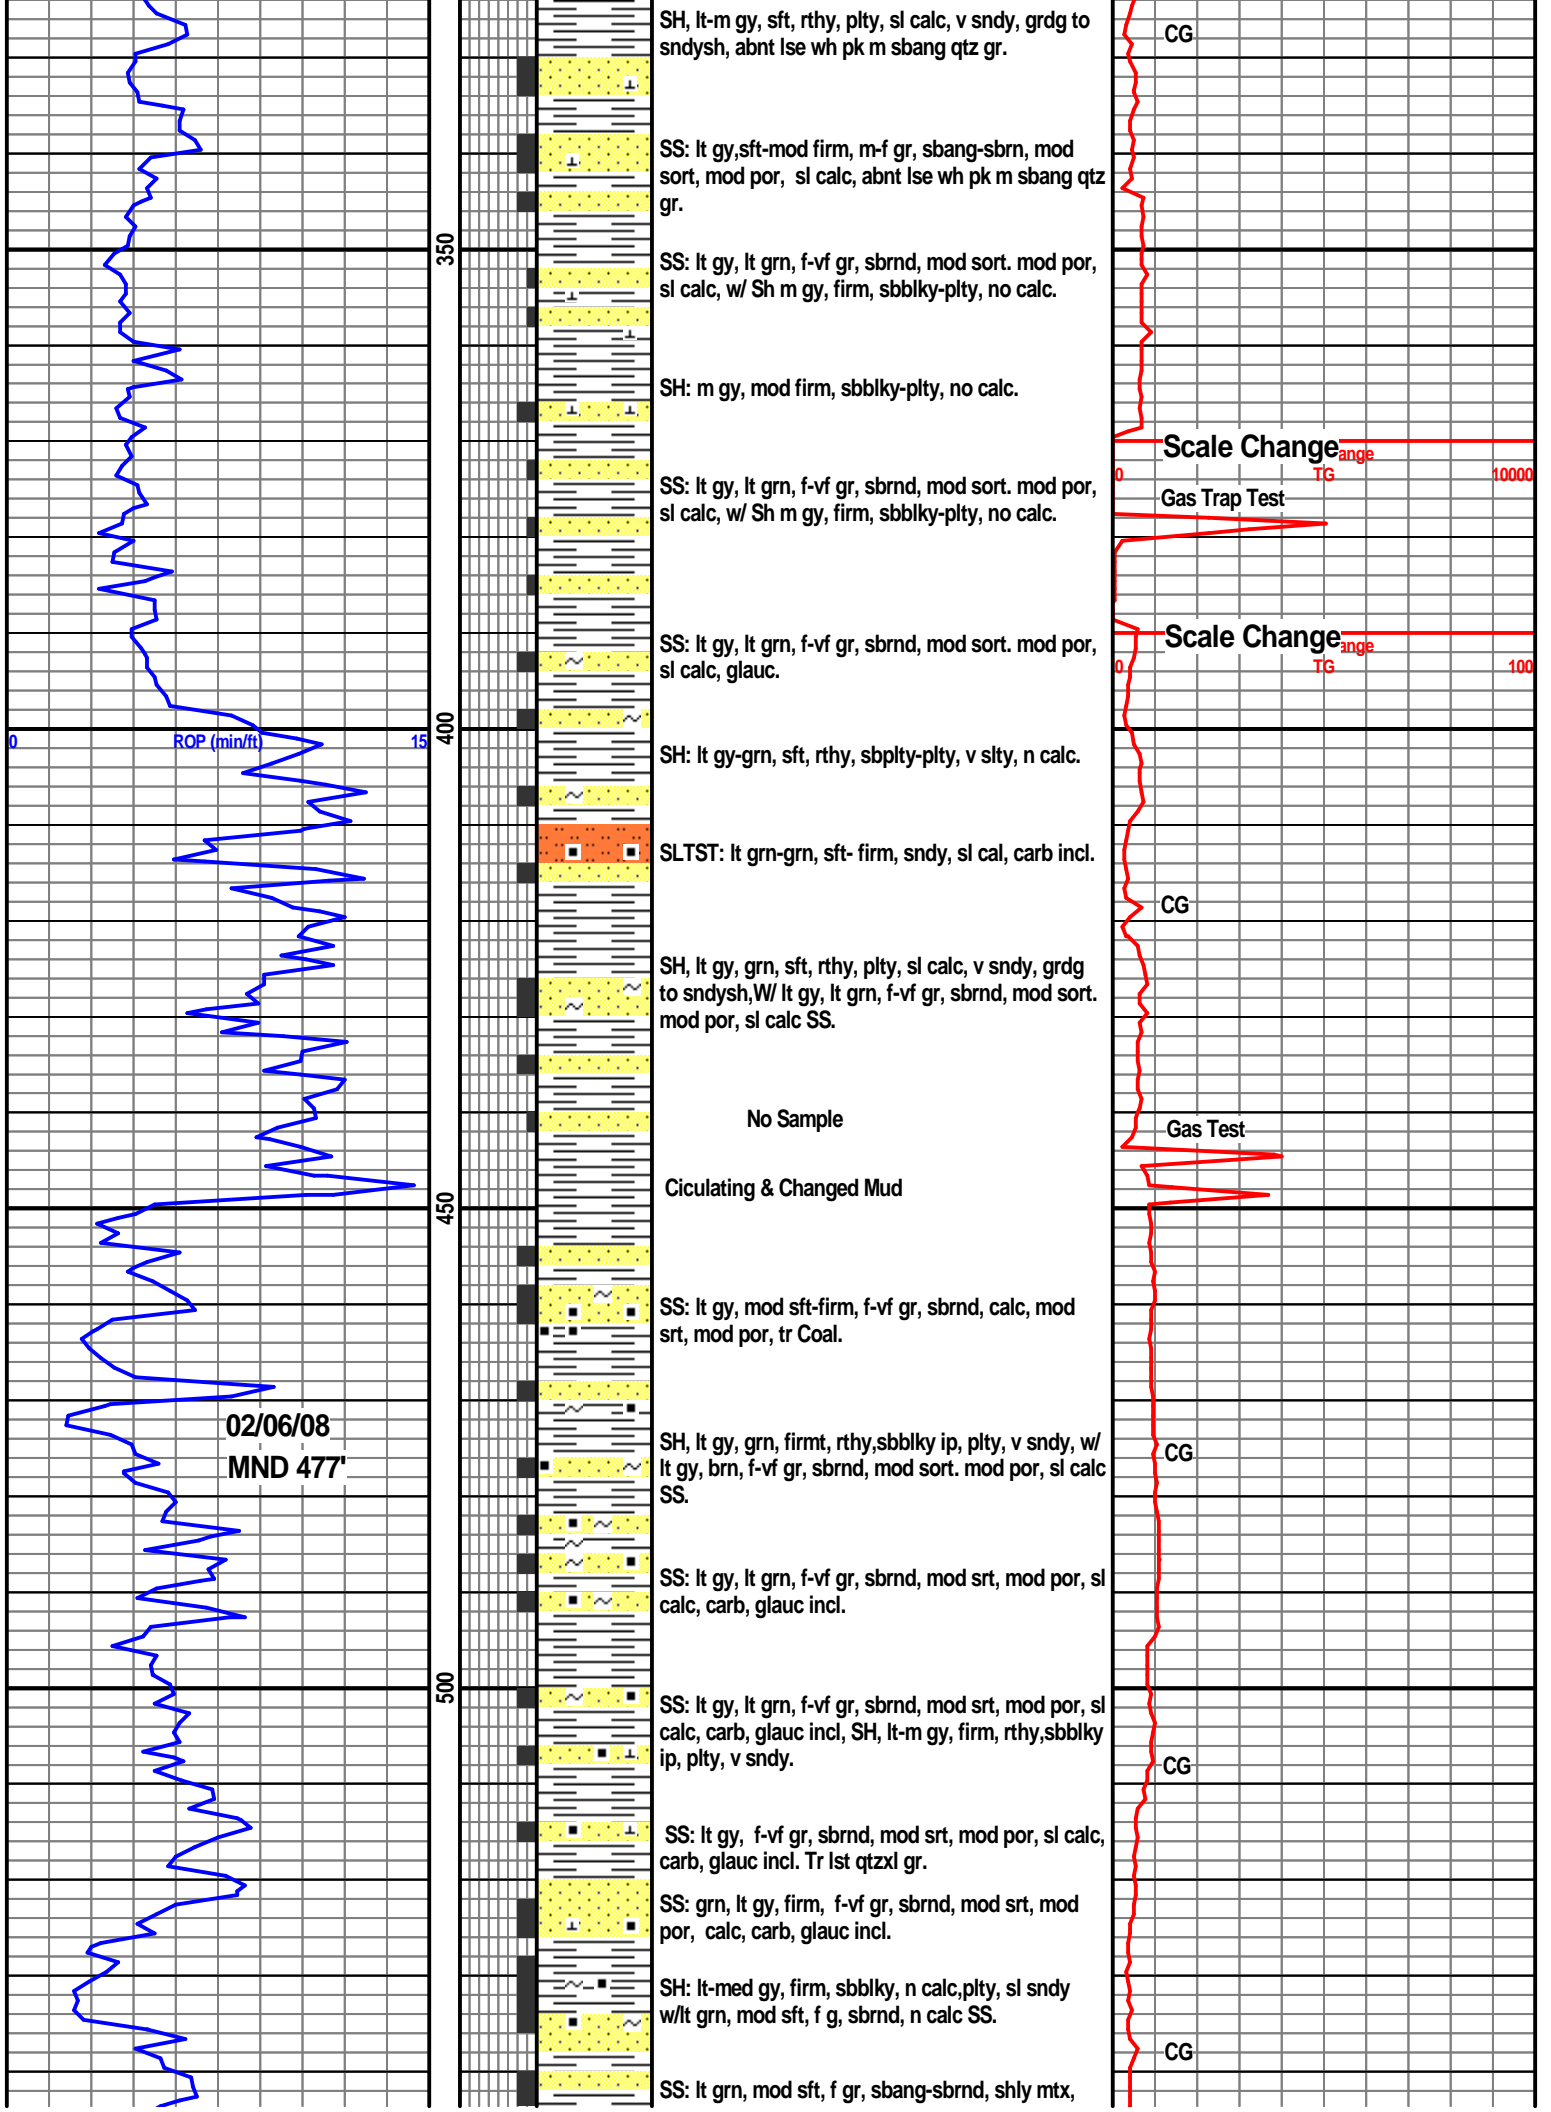 SH, lt-m gy, sft, rthy, plty, sl calc, v sndy, grdg to
sndysh, abnt lse wh pk m sbang qtz gr.
CG
SS: lt gy,sft-mod firm, m-f gr, sbang-sbrn, mod
sort, mod por, sl calc, abnt lse wh pk m sbang qtz
gr.
350
SS: lt gy, lt grn, f-vf gr, sbrnd, mod sort. mod por,
sl calc, w/ Sh m gy, firm, sbblky-plty, no calc.
SH: m gy, mod firm, sbblky-plty, no calc.
Scale Change
ange
0 TG 10000
SS: lt gy, lt grn, f-vf gr, sbrnd, mod sort. mod por,
sl calc, w/ Sh m gy, firm, sbblky-plty, no calc.
Gas Trap Test
SS: lt gy, lt grn, f-vf gr, sbrnd, mod sort. mod por,
sl calc, glauc.
Scale Change
ange
0 TG 100
0 ROP (min/ft) 15
400
SH: lt gy-grn, sft, rthy, sbplty-plty, v slty, n calc.
SLTST: lt grn-grn, sft- firm, sndy, sl cal, carb incl.
CG
SH, lt gy, grn, sft, rthy, plty, sl calc, v sndy, grdg
to sndysh,W/ lt gy, lt grn, f-vf gr, sbrnd, mod sort.
mod por, sl calc SS.
No Sample
Gas Test
Ciculating & Changed Mud
450
SS: lt gy, mod sft-firm, f-vf gr, sbrnd, calc, mod
srt, mod por, tr Coal.
02/06/08
MND 477'
SH, lt gy, grn, firmt, rthy,sbblky ip, plty, v sndy, w/
lt gy, brn, f-vf gr, sbrnd, mod sort. mod por, sl calc
SS.
CG
SS: lt gy, lt grn, f-vf gr, sbrnd, mod srt, mod por, sl
calc, carb, glauc incl.
500
SS: lt gy, lt grn, f-vf gr, sbrnd, mod srt, mod por, sl
calc, carb, glauc incl, SH, lt-m gy, firm, rthy,sbblky
ip, plty, v sndy.
CG
SS: lt gy, f-vf gr, sbrnd, mod srt, mod por, sl calc,
carb, glauc incl. Tr lst qtzxl gr.
SS: grn, lt gy, firm, f-vf gr, sbrnd, mod srt, mod
por, calc, carb, glauc incl.
SH: lt-med gy, firm, sbblky, n calc,plty, sl sndy
w/lt grn, mod sft, f g, sbrnd, n calc SS.
CG
SS: lt grn, mod sft, f gr, sbang-sbrnd, shly mtx,